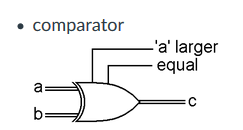 • comparator
'a' larger
equal
a
b
c